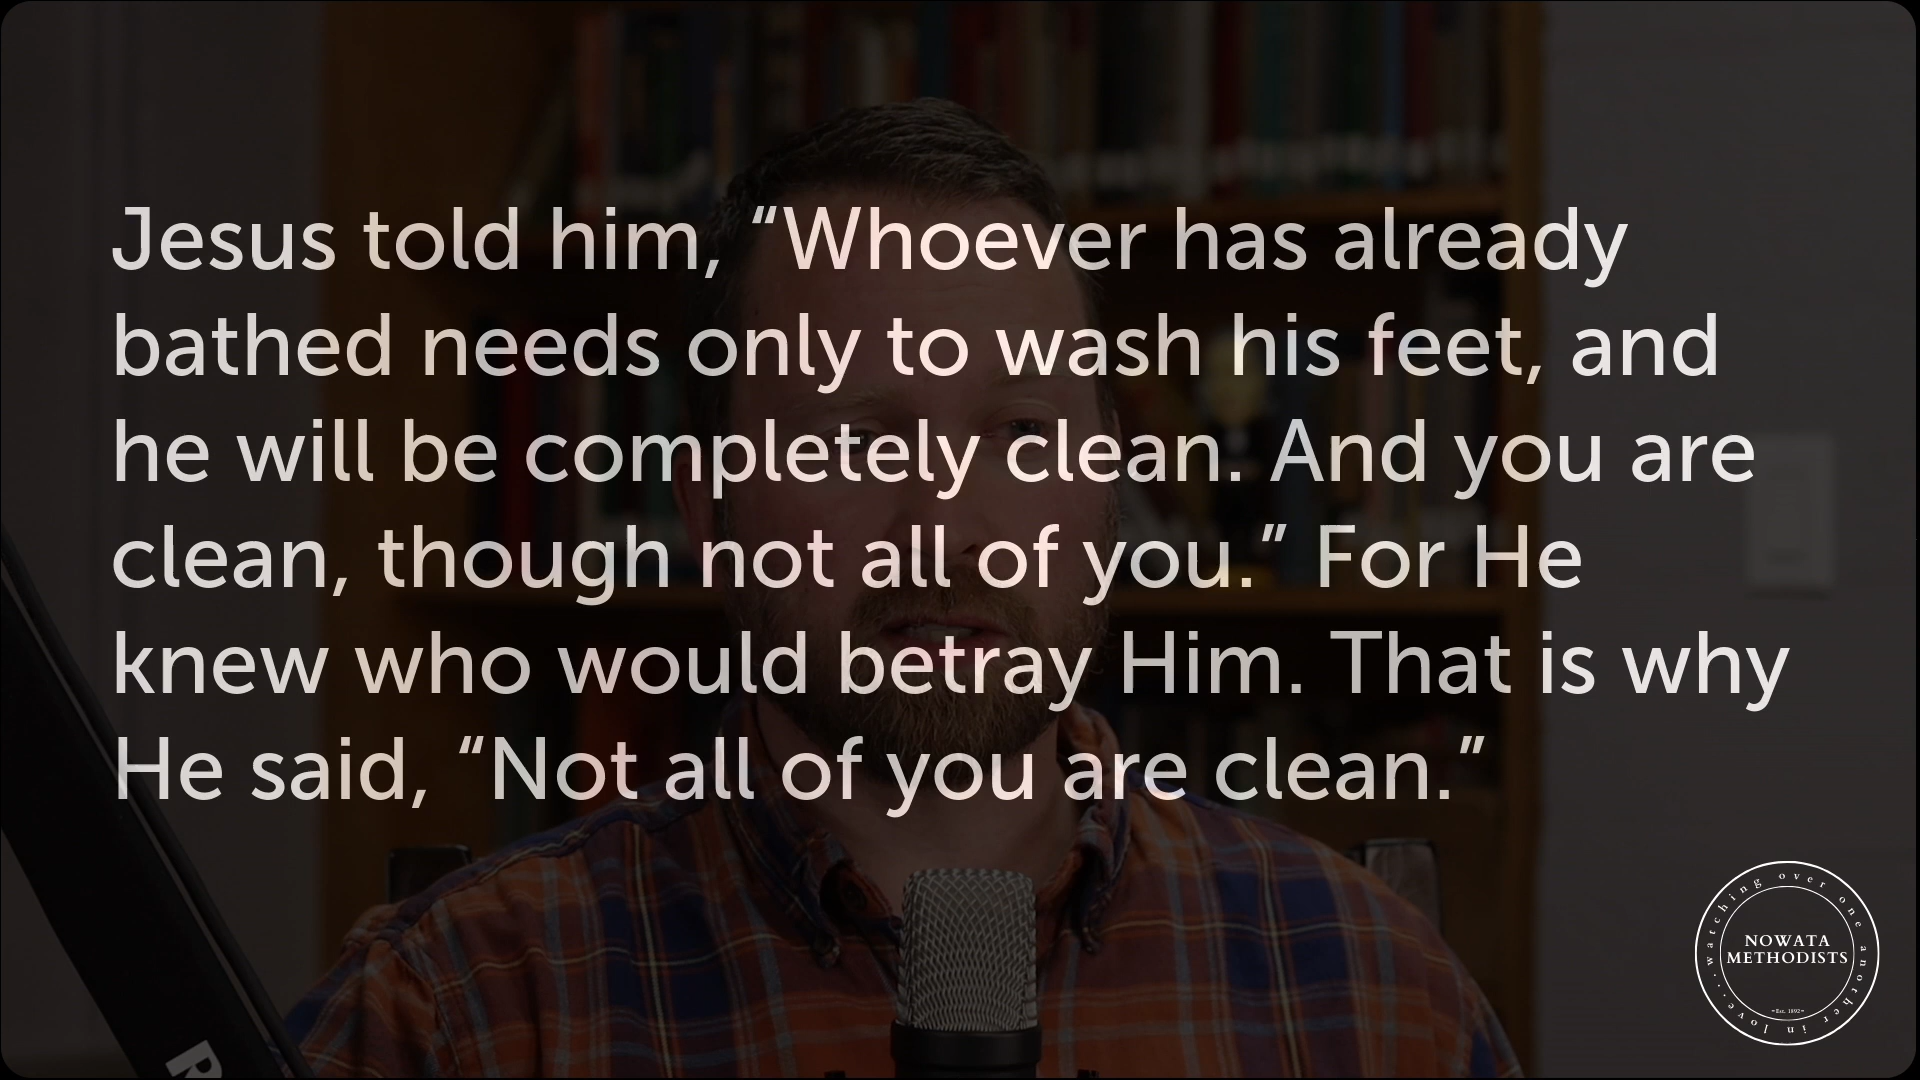 Jesus told him, “Whoever has already
bathed needs only to wash his feet, and
he will be completely clean. And you are
clean, though not all of you.” For He
knew who would betray Him. That is why
He said, “Not all of you are clean.”
watching over one another in love...
NOWATA
METHODISTS
Est. 1892
R